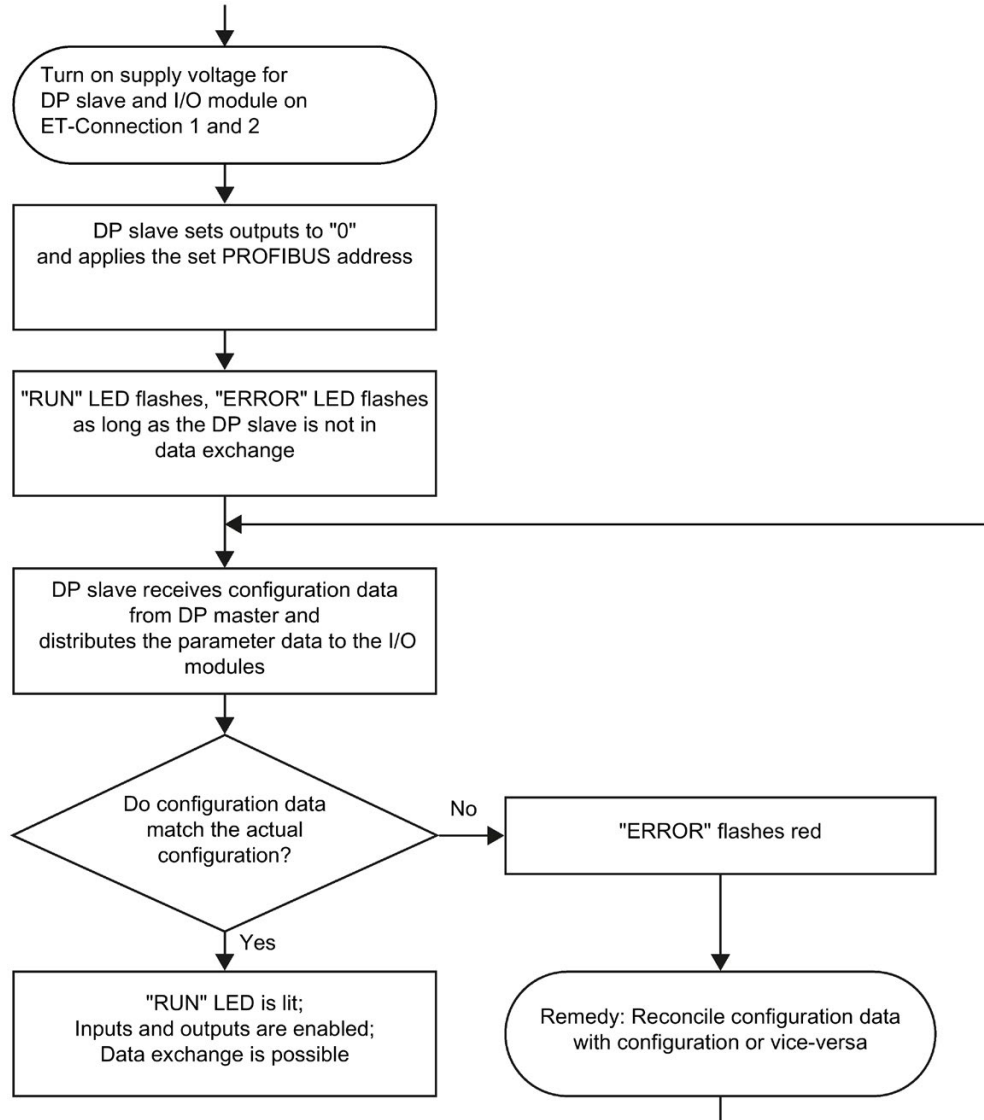 Turn on supply voltage for
DP slave and I/O module on
ET-Connection 1 and 2
DP slave sets outputs to "0"
and applies the set PROFIBUS address
"RUN" LED flashes, "ERROR" LED flashes
as long as the DP slave is not in
data exchange
DP slave receives configuration data
from DP master and
distributes the parameter data to the I/O
modules
Do configuration data
match the actual
configuration?
No
"ERROR" flashes red
Yes
"RUN" LED is lit;
Inputs and outputs are enabled;
Data exchange is possible
Remedy: Reconcile configuration data
with configuration or vice-versa